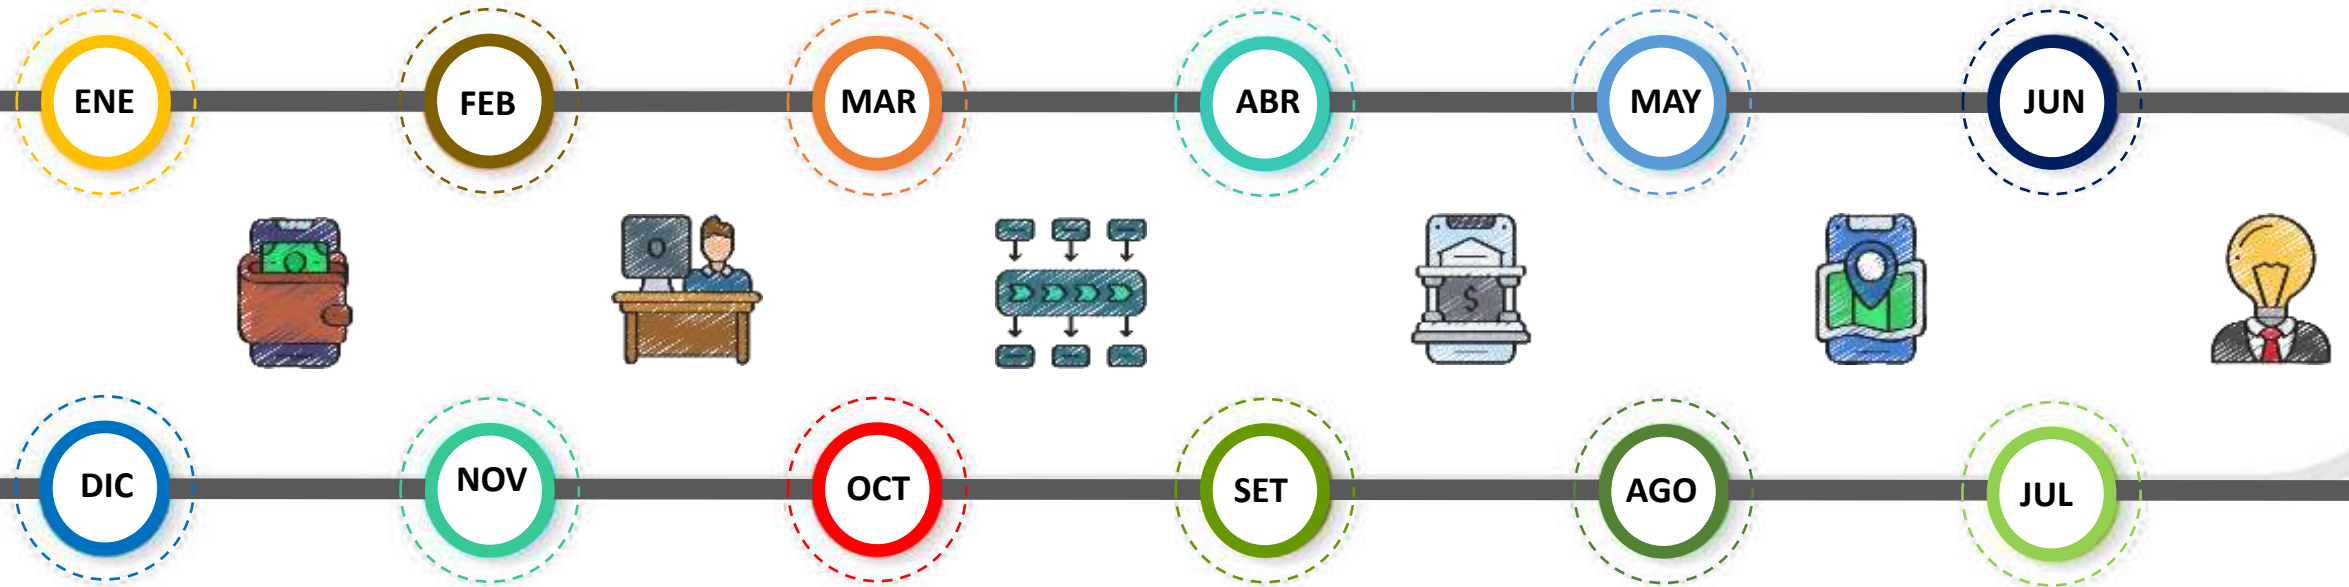 ENE
FEB
MAR
ABR
MAY
JUN
$
DIC
NOV
OCT
SET
AGO
JUL